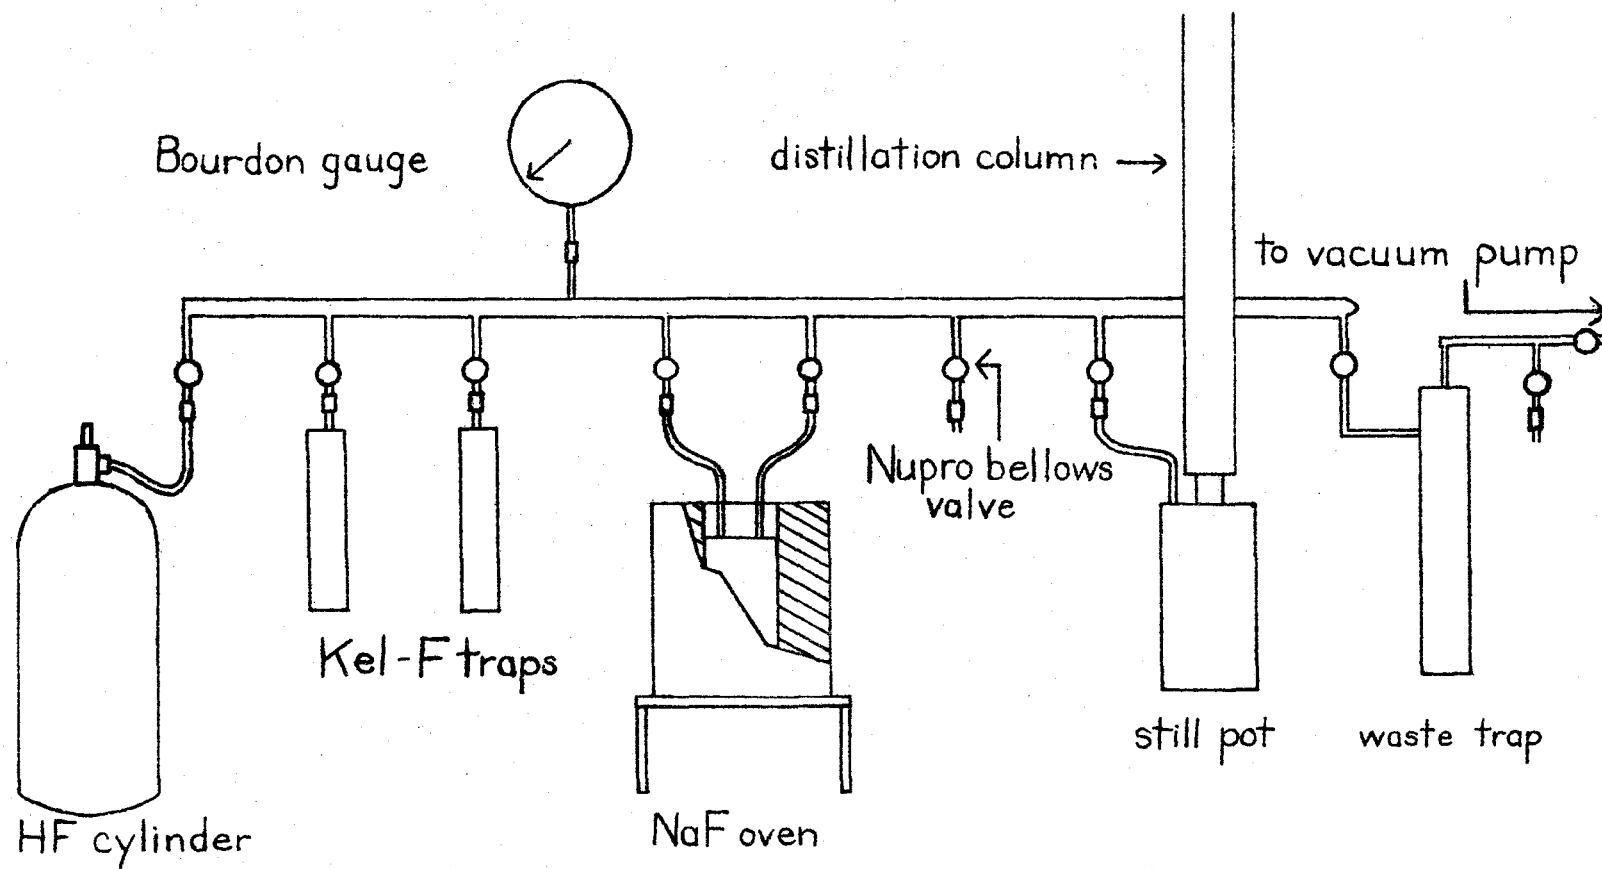 Bourdon gauge
distillation column
to vacuum pump
Nupro bellows
valve
Kel-F traps
still pot
waste trap
HF cylinder
NaF oven